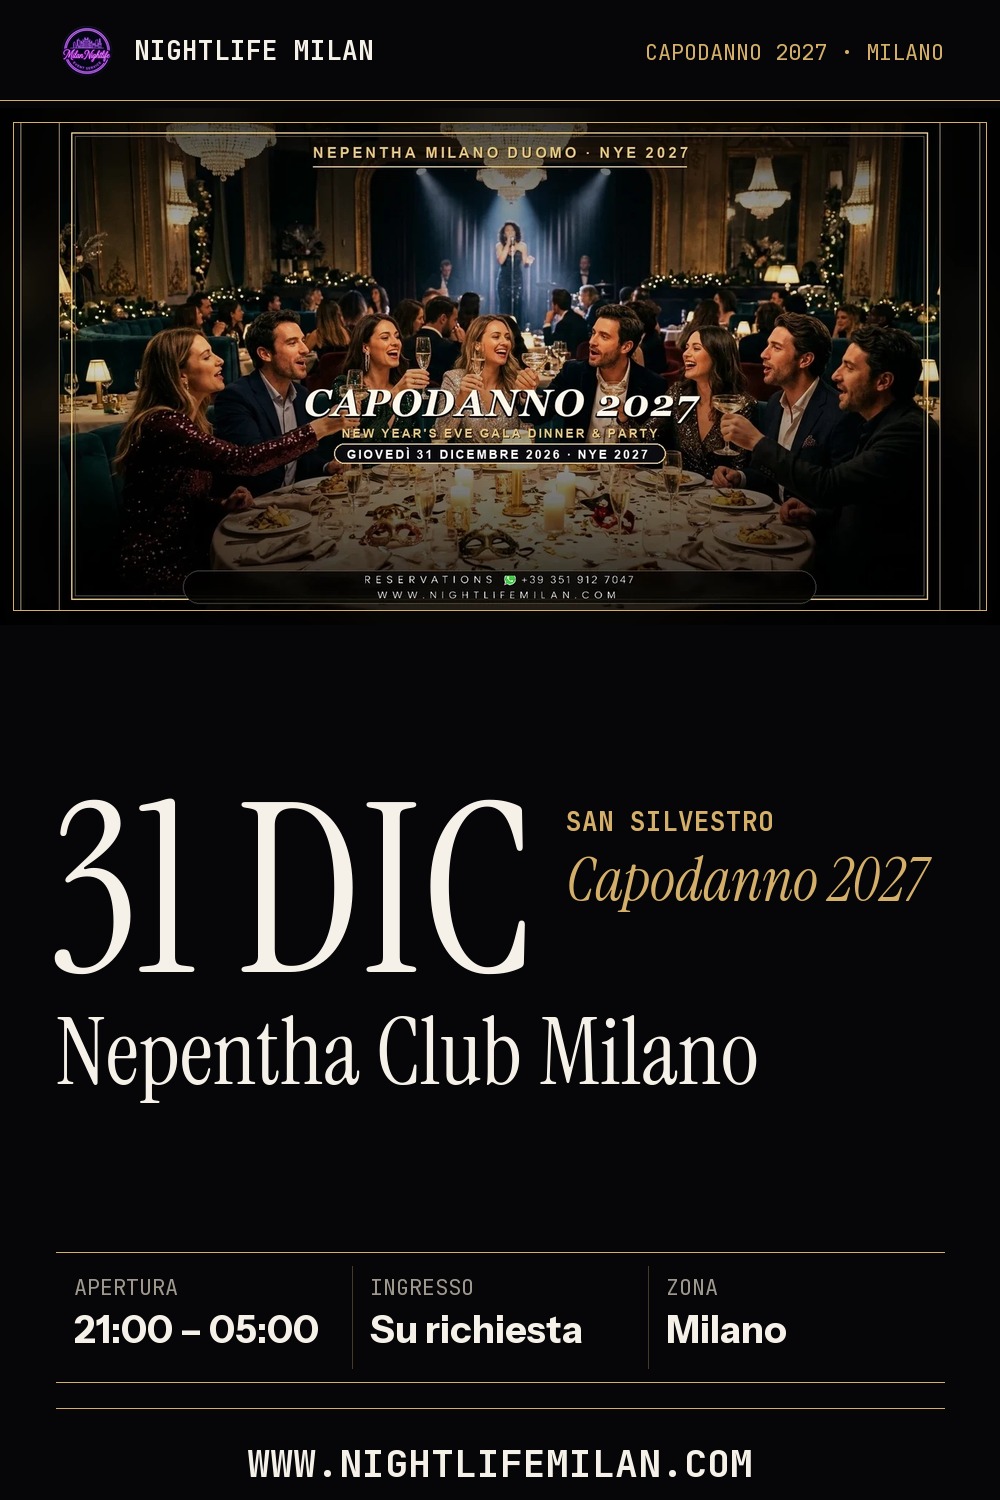 Milan Nightlife
NIGHTLIFE MILAN
CAPODANNO 2027 · MILANO
NEPENTHA MILANO DUOMO · NYE 2027
CAPODANNO 2027
NEW YEAR'S EVE GALA DINNER & PARTY
GIOVEDÌ 31 DICEMBRE 2026 · NYE 2027
RESERVATIONS +39 351 912 7047
WWW.NIGHTLIFEMILAN.COM
31 DIC
SAN SILVESTRO
Capodanno 2027
Nepentha Club Milano
APERTURA
21:00 – 05:00
INGRESSO
Su richiesta
ZONA
Milano
WWW.NIGHTLIFEMILAN.COM